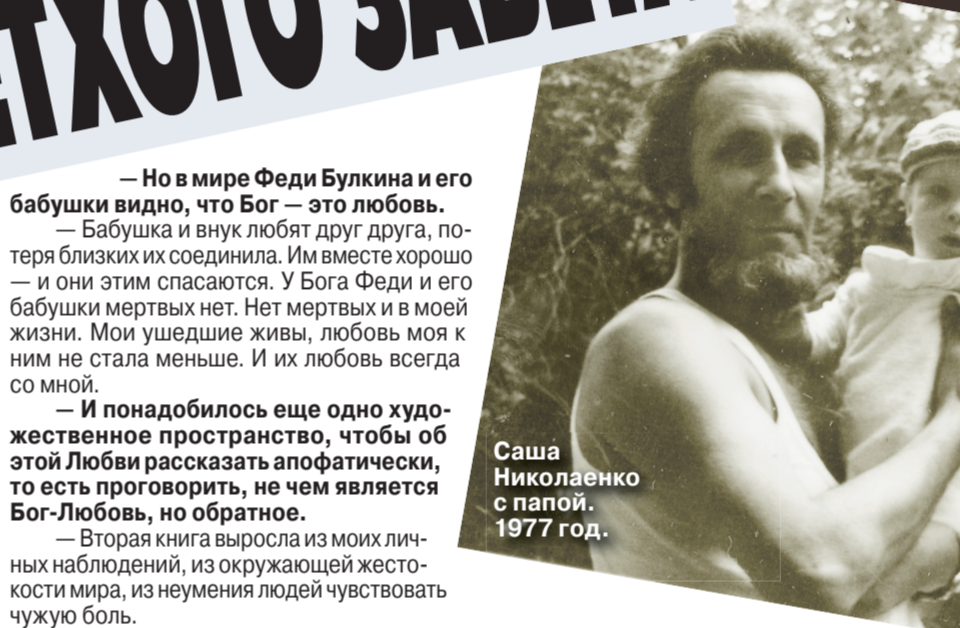 ЕТХОГО ЗАВЕТА
— Но в мире Феди Булкина и его
бабушки видно, что Бог — это любовь.
— Бабушка и внук любят друг друга, по-
теря близких их соединила. Им вместе хорошо
— и они этим спасаются. У Бога Феди и его
бабушки мертвых нет. Нет мертвых и в моей
жизни. Мои ушедшие живы, любовь моя к
ним не стала меньше. И их любовь всегда
со мной.
— И понадобилось еще одно худо-
жественное пространство, чтобы об
этой Любви рассказать апофатически,
то есть проговорить, не чем является
Бог-Любовь, но обратное.
— Вторая книга выросла из моих лич-
ных наблюдений, из окружающей жесто-
кости мира, из неумения людей чувствовать
чужую боль.
Саша
Николаенко
с папой.
1977 год.